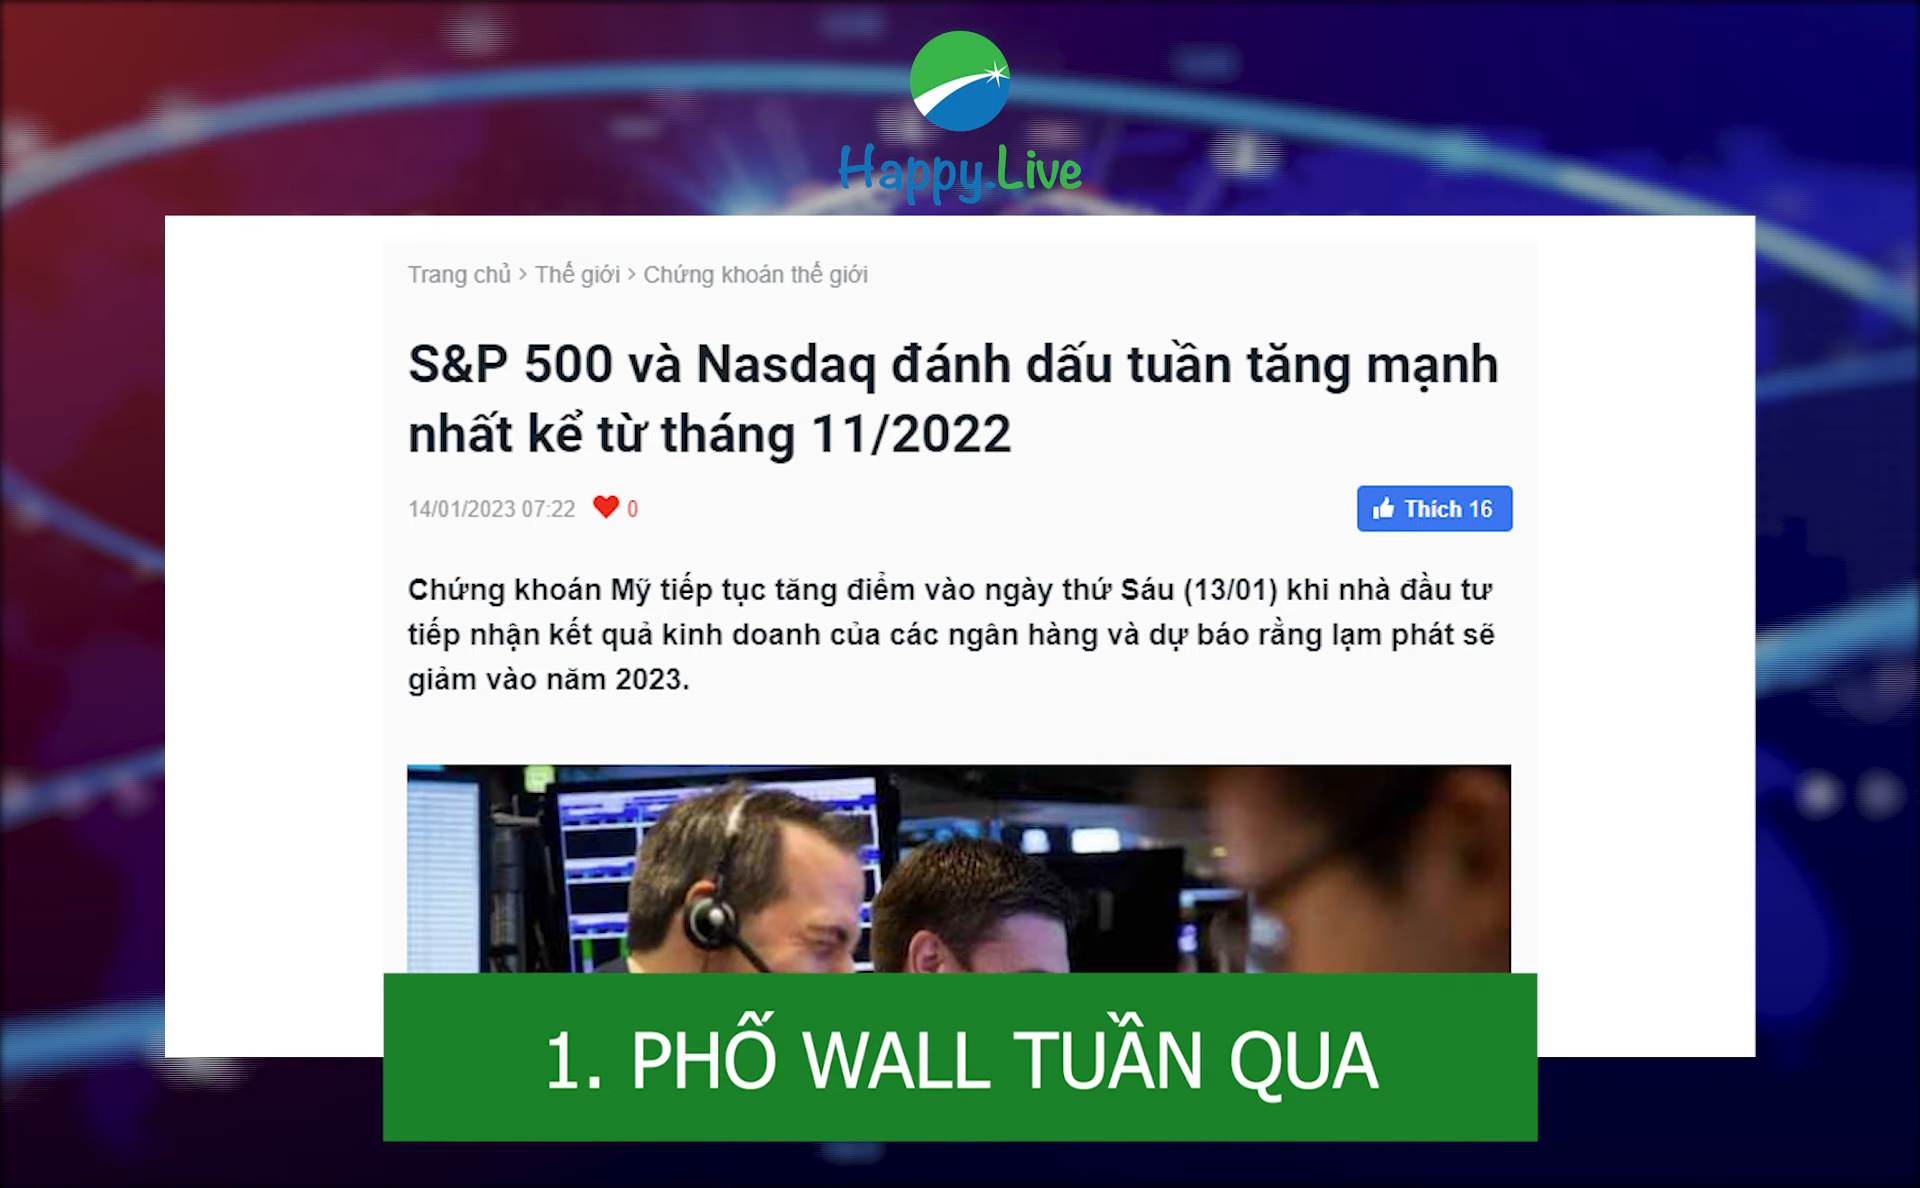 Happy.Live
Trang chủ > Thế giới > Chứng khoán thế giới
S&P 500 và Nasdaq đánh dấu tuần tăng mạnh
nhất kể từ tháng 11/2022
14/01/2023 07:22 0
Thích 16
Chứng khoán Mỹ tiếp tục tăng điểm vào ngày thứ Sáu (13/01) khi nhà đầu tư
tiếp nhận kết quả kinh doanh của các ngân hàng và dự báo rằng lạm phát sẽ
giảm vào năm 2023.
1. PHỐ WALL TUẦN QUA